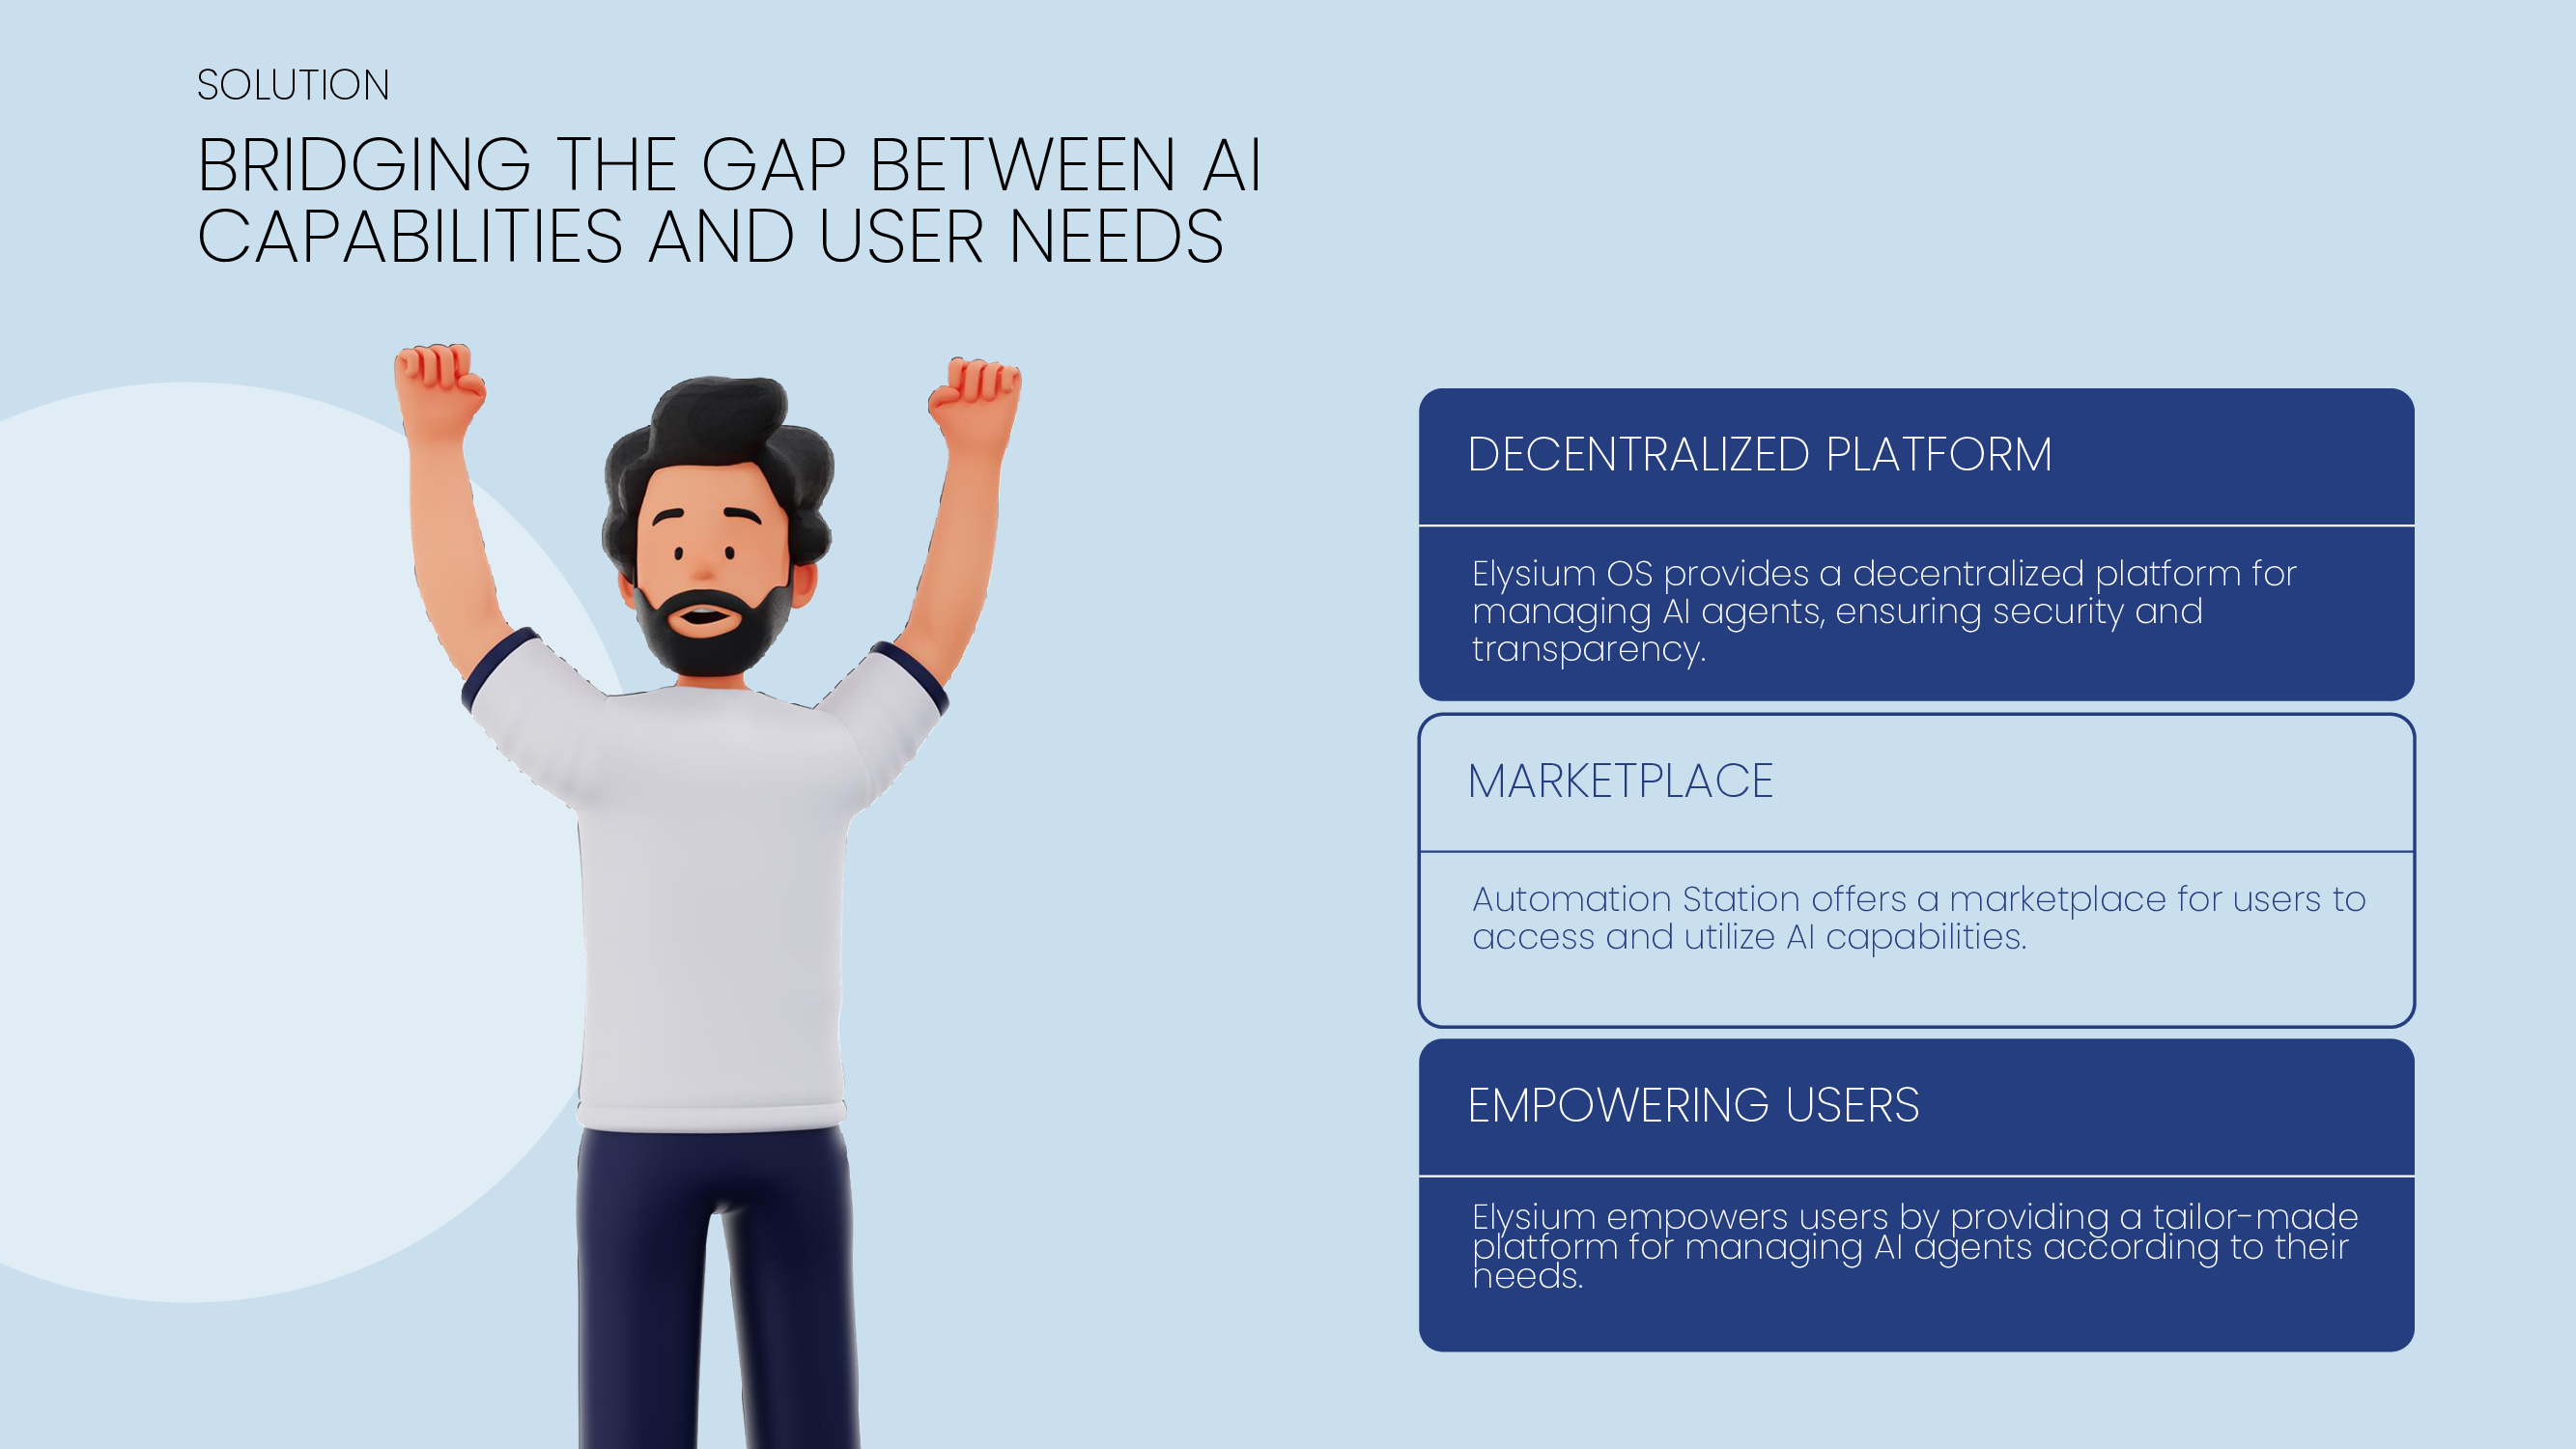 SOLUTION
BRIDGING THE GAP BETWEEN AI
CAPABILITIES AND USER NEEDS
DECENTRALIZED PLATFORM
Elysium OS provides a decentralized platform for
managing AI agents, ensuring security and
transparency.
MARKETPLACE
Automation Station offers a marketplace for users to
access and utilize AI capabilities.
EMPOWERING USERS
Elysium empowers users by providing a tailor-made
platform for managing AI agents according to their
needs.